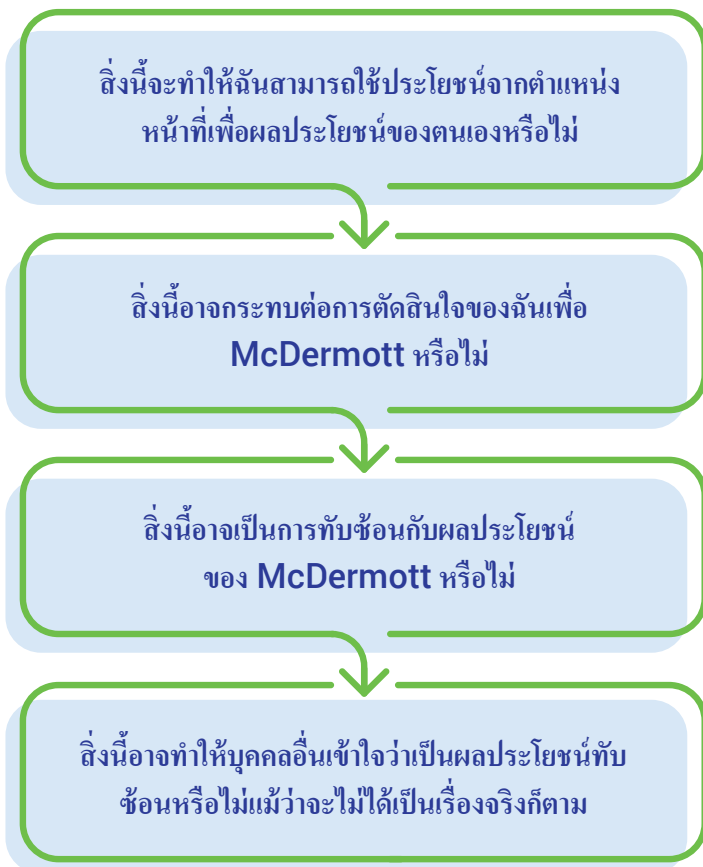 สิ่งนี้จะทำให้ฉันสามารถใช้ประโยชน์จากตำแหน่ง
หน้าที่เพื่อผลประโยชน์ของตนเองหรือไม่
สิ่งนี้อาจกระทบต่อการตัดสินใจของฉันเพื่อ
McDermott หรือไม่
สิ่งนี้อาจเป็นการทับซ้อนกับผลประโยชน์
ของ McDermott หรือไม่
สิ่งนี้อาจทำให้บุคคลอื่นเข้าใจว่าเป็นผลประโยชน์ทับ
ซ้อนหรือไม่แม้ว่าจะไม่ได้เป็นเรื่องจริงก็ตาม